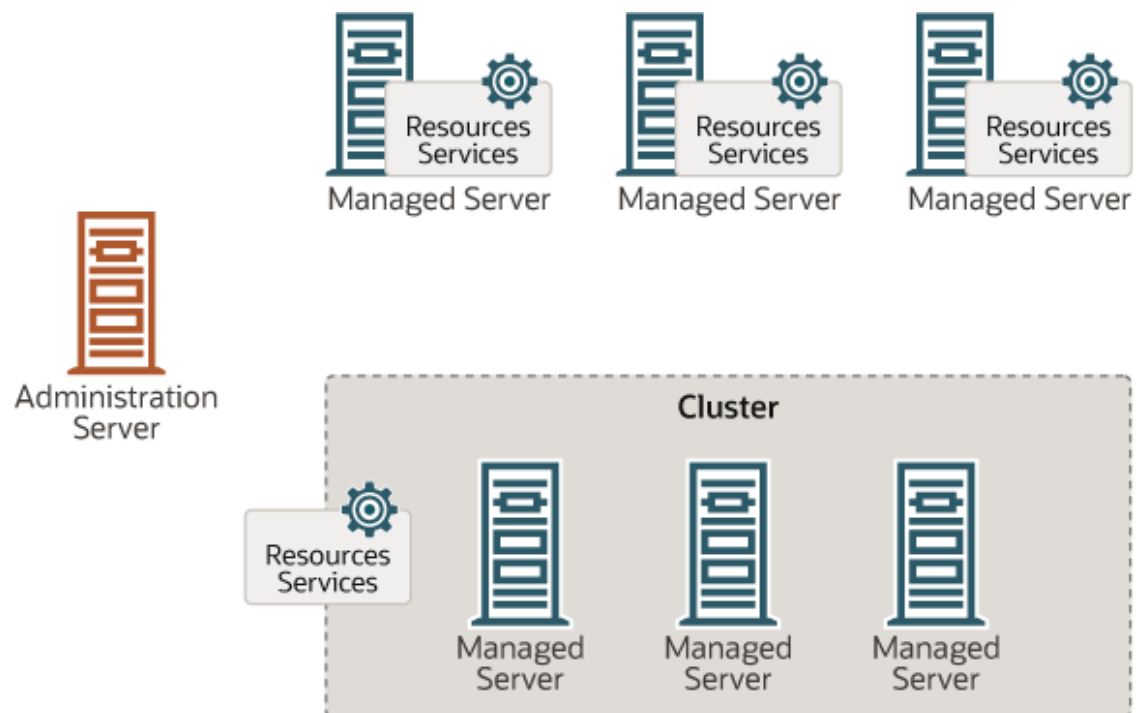 Resources
Services
Managed Server
Resources
Services
Managed Server
Resources
Services
Managed Server
Administration
Server
Cluster
Resources
Services
Managed
Server
Managed
Server
Managed
Server